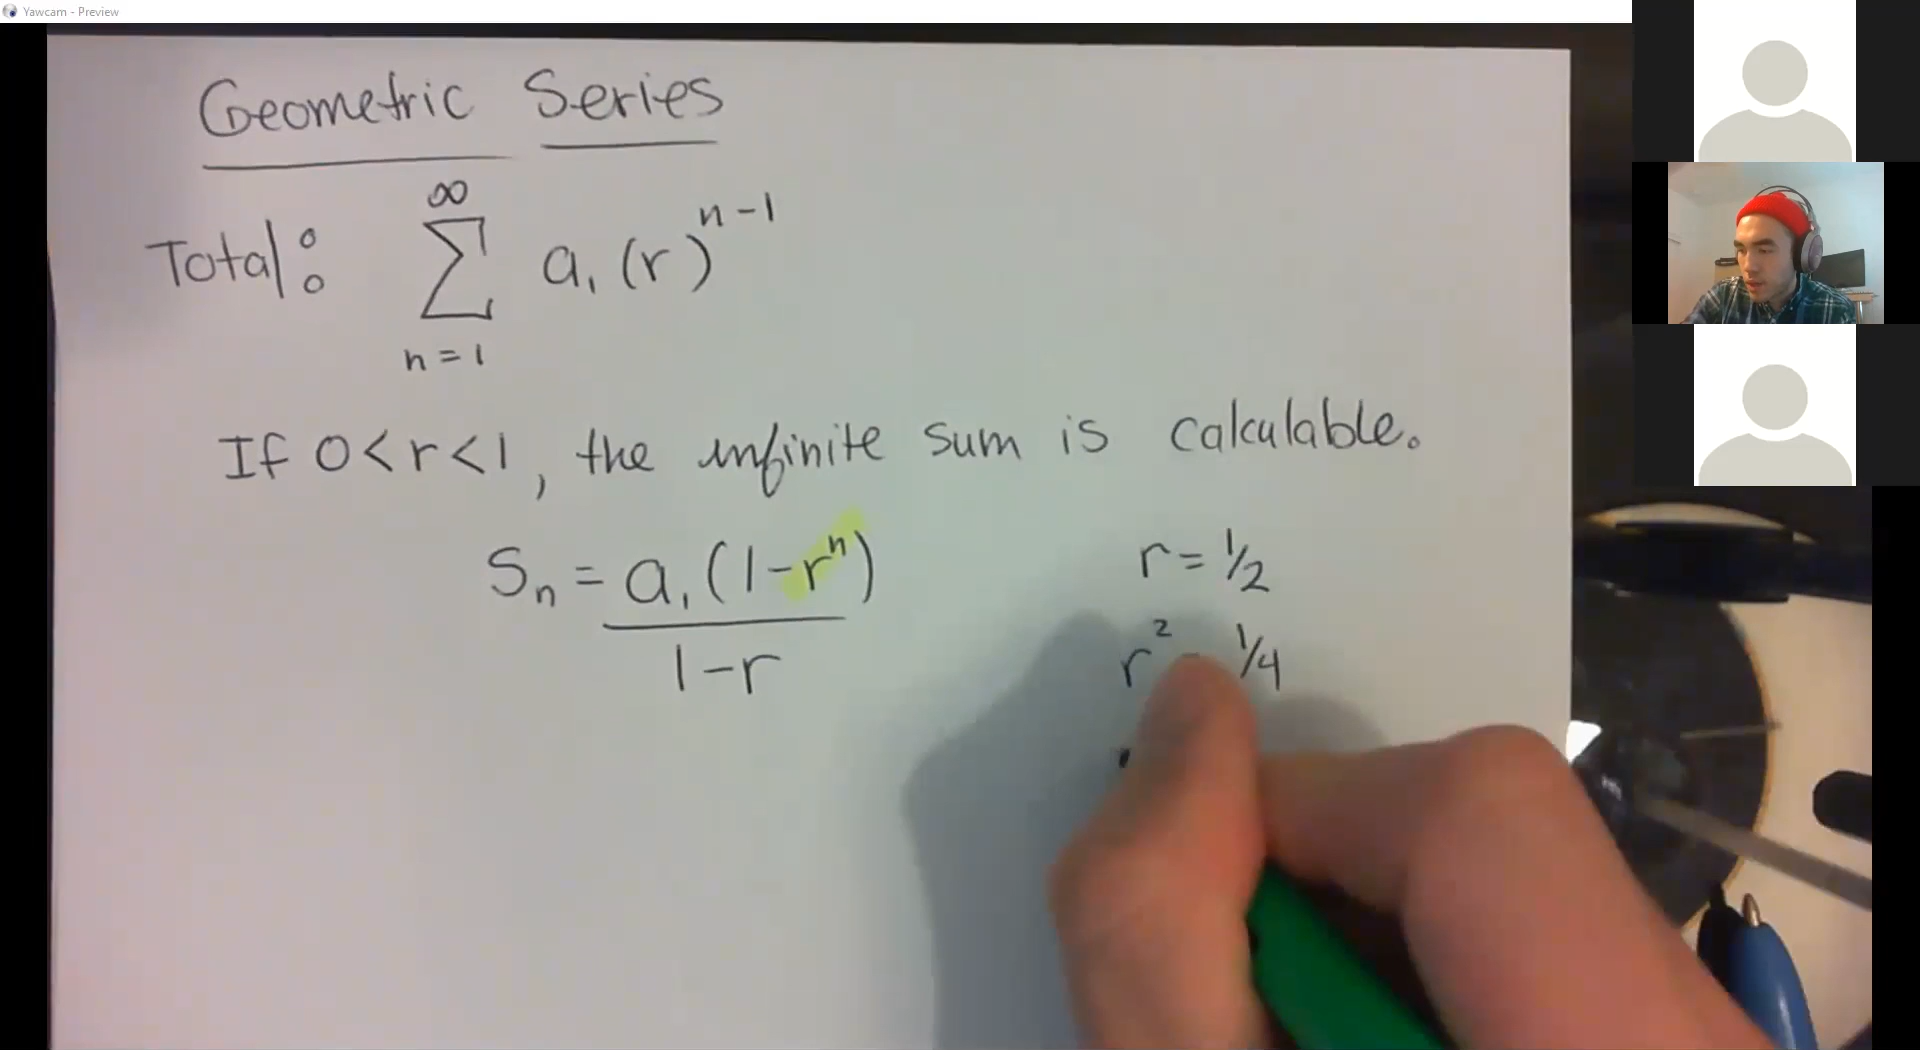 Yawcam - Preview
Geometric Series
Total: ∞ ∑ n=1 a₁(r)ⁿ⁻¹
If 0<r<1, the infinite sum is calculable.
Sₙ = a₁(1-rⁿ) / 1-r
r = 1/2
r² = 1/4